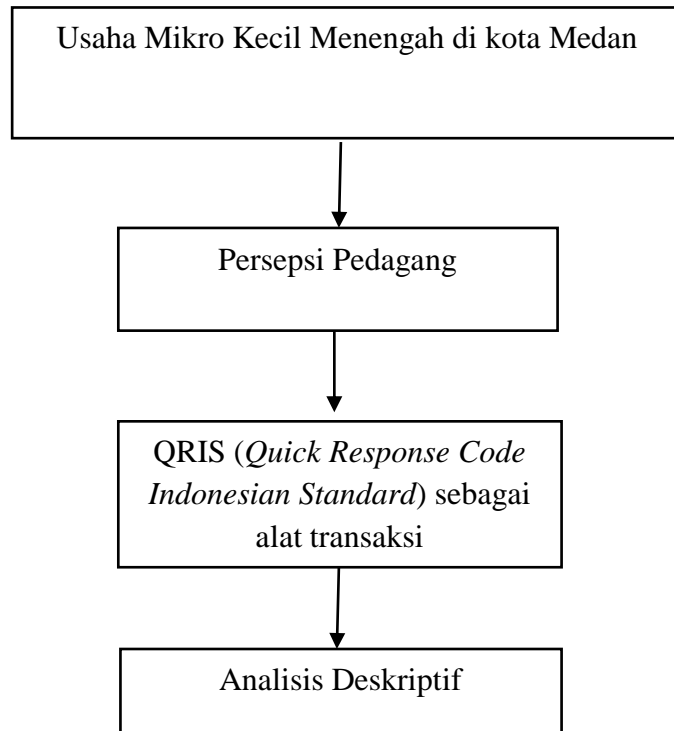 Usaha Mikro Kecil Menengah di kota Medan
Persepsi Pedagang
QRIS (Quick Response Code
Indonesian Standard) sebagai
alat transaksi
Analisis Deskriptif